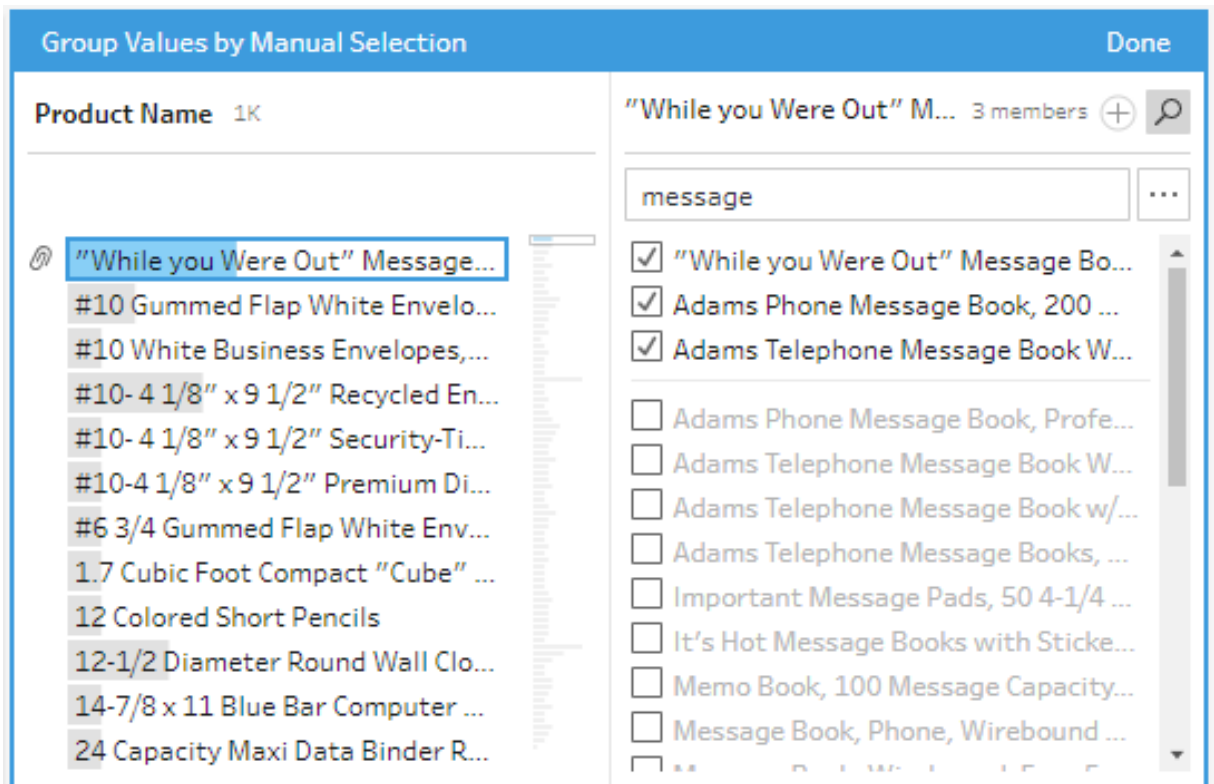 Group Values by Manual Selection Done
Product Name 1K
"While you Were Out" M... 3 members
message ...
"While you Were Out" Message...
#10 Gummed Flap White Envelo...
#10 White Business Envelopes,...
#10- 4 1/8" x 9 1/2" Recycled En...
#10- 4 1/8" x 9 1/2" Security-Ti...
#10-4 1/8" x 9 1/2" Premium Di...
#6 3/4 Gummed Flap White Env...
1.7 Cubic Foot Compact "Cube" ...
12 Colored Short Pencils
12-1/2 Diameter Round Wall Clo...
14-7/8 x 11 Blue Bar Computer ...
24 Capacity Maxi Data Binder R...
"While you Were Out" Message Bo...
Adams Phone Message Book, 200 ...
Adams Telephone Message Book W...
Adams Phone Message Book, Profe...
Adams Telephone Message Book W...
Adams Telephone Message Book w/...
Adams Telephone Message Books, ...
Important Message Pads, 50 4-1/4 ...
It's Hot Message Books with Sticke...
Memo Book, 100 Message Capacity...
Message Book, Phone, Wirebound ...